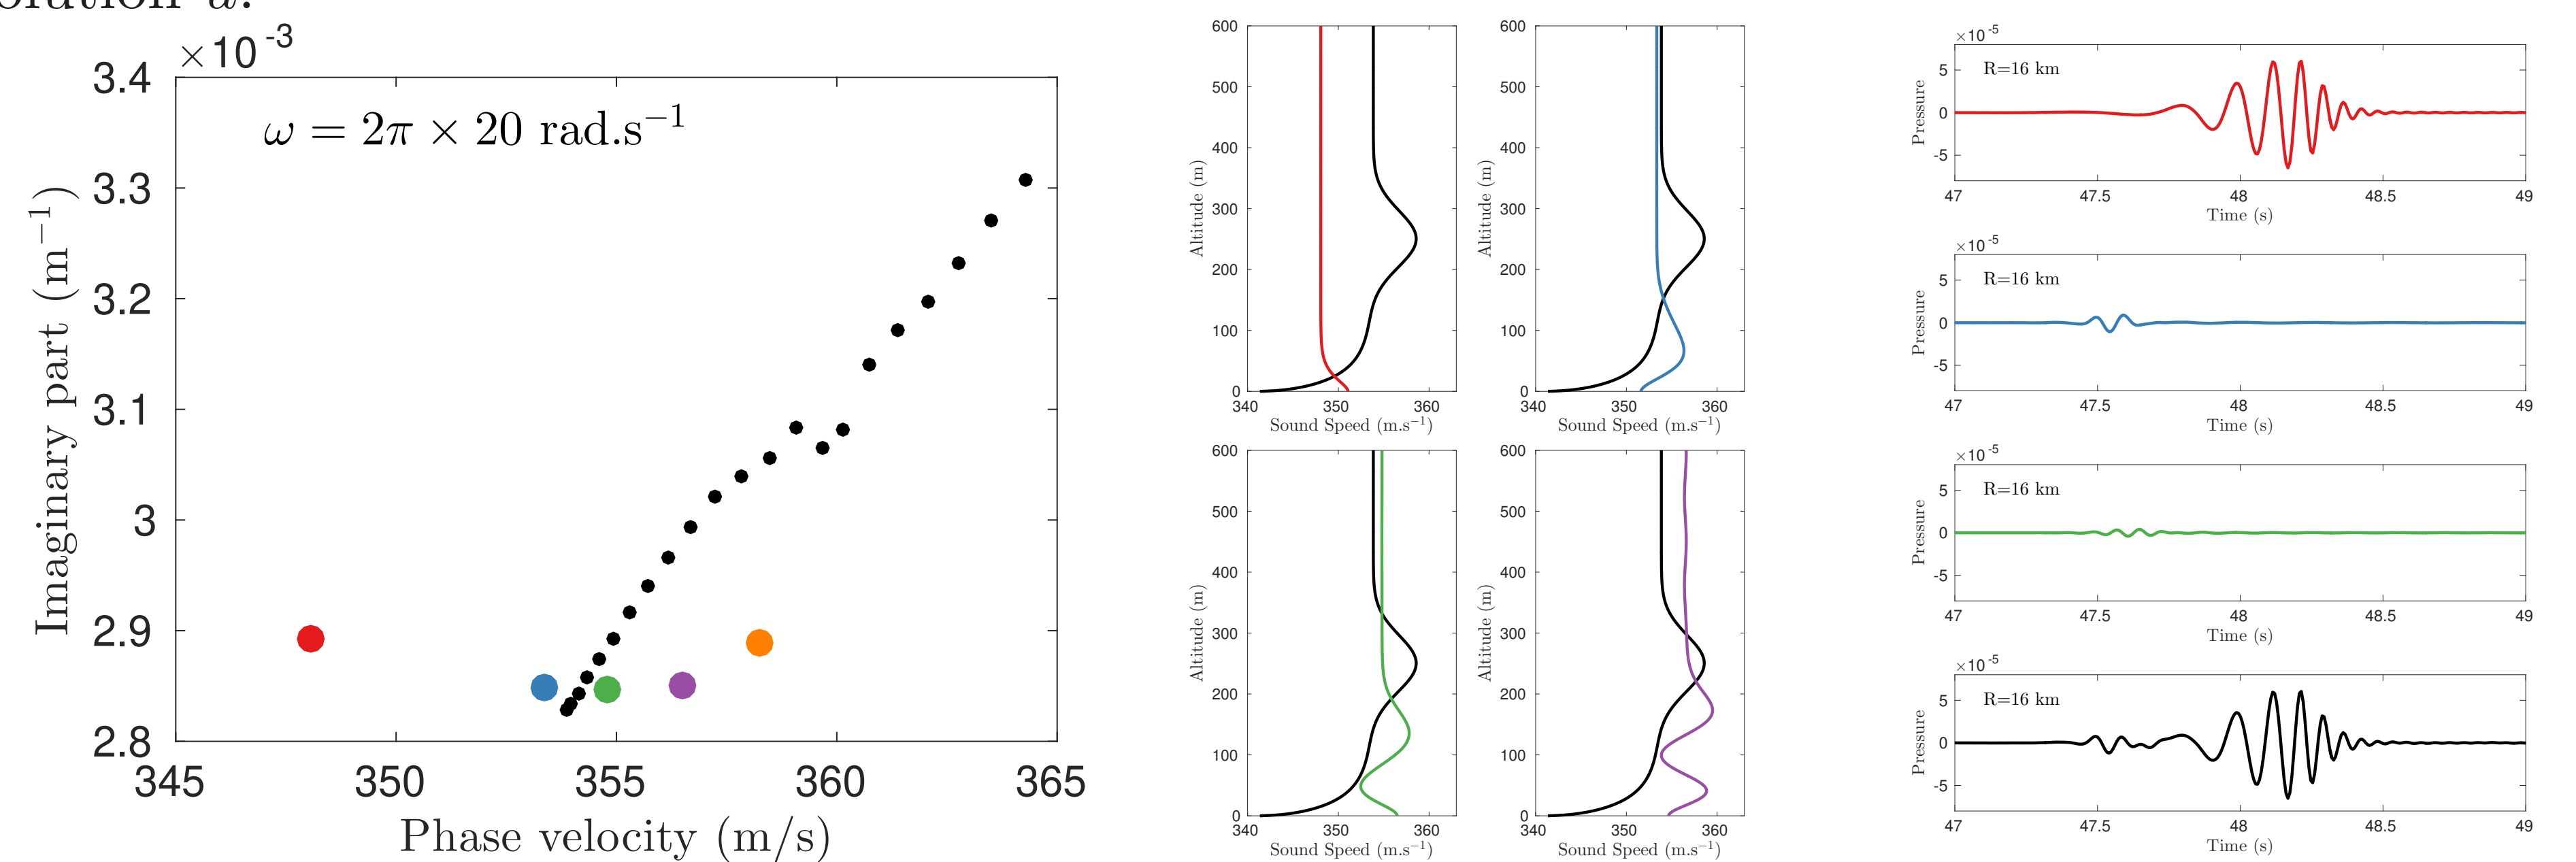 ×10 -3
3.4
3.3
3.2
3.1
3
2.9
2.8
ω = 2π × 20 rad.s−1
Imaginary part (m−1)
345 350 355 360 365
Phase velocity (m/s)
600
500
400
300
200
100
0
Altitude (m)
340 350 360
Sound Speed (m.s−1)
600
500
400
300
200
100
0
Altitude (m)
340 350 360
Sound Speed (m.s−1)
600
500
400
300
200
100
0
Altitude (m)
340 350 360
Sound Speed (m.s−1)
600
500
400
300
200
100
0
Altitude (m)
340 350 360
Sound Speed (m.s−1)
×10 -5
R=16 km
5
0
-5
Pressure
47 47.5 48 48.5 49
Time (s)
×10 -5
R=16 km
5
0
-5
Pressure
47 47.5 48 48.5 49
Time (s)
×10 -5
R=16 km
5
0
-5
Pressure
47 47.5 48 48.5 49
Time (s)
×10 -5
R=16 km
5
0
-5
Pressure
47 47.5 48 48.5 49
Time (s)